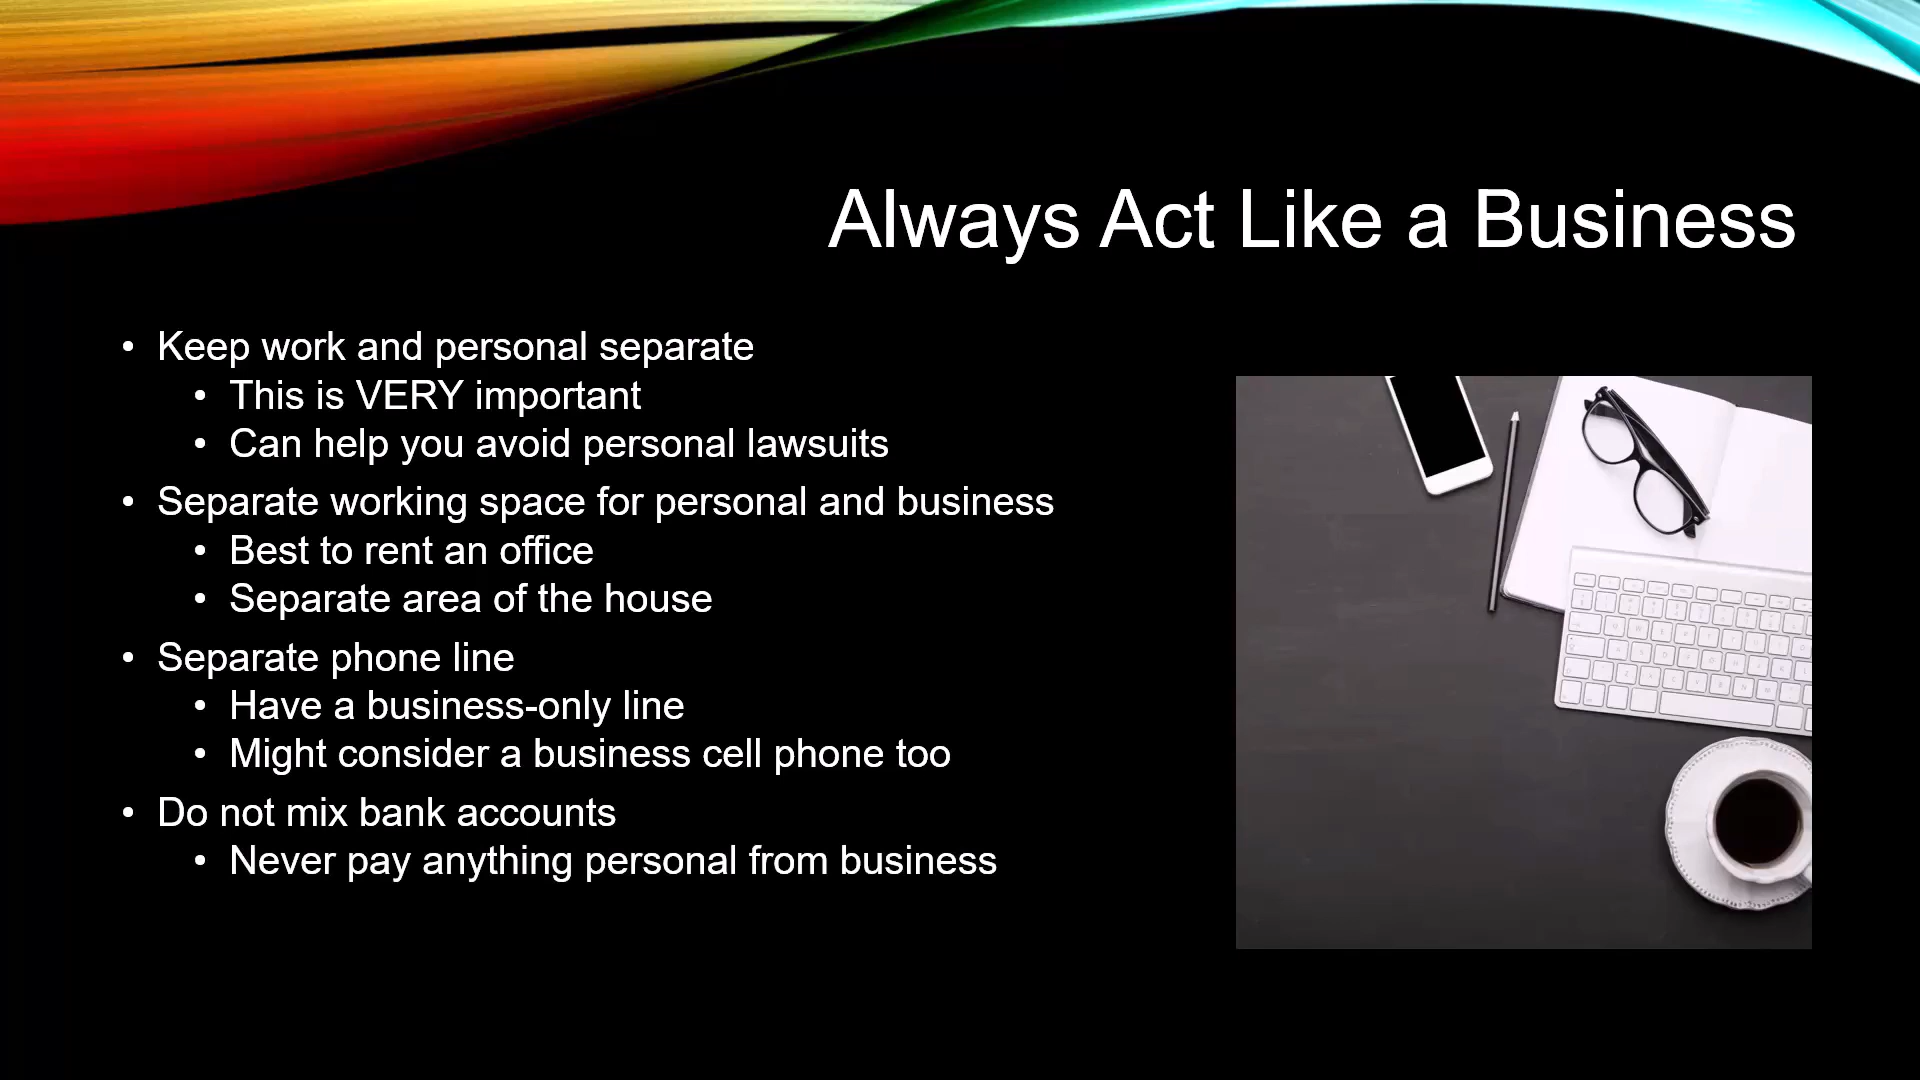 Always Act Like a Business
• Keep work and personal separate
• This is VERY important
• Can help you avoid personal lawsuits
• Separate working space for personal and business
• Best to rent an office
• Separate area of the house
• Separate phone line
• Have a business-only line
• Might consider a business cell phone too
• Do not mix bank accounts
• Never pay anything personal from business